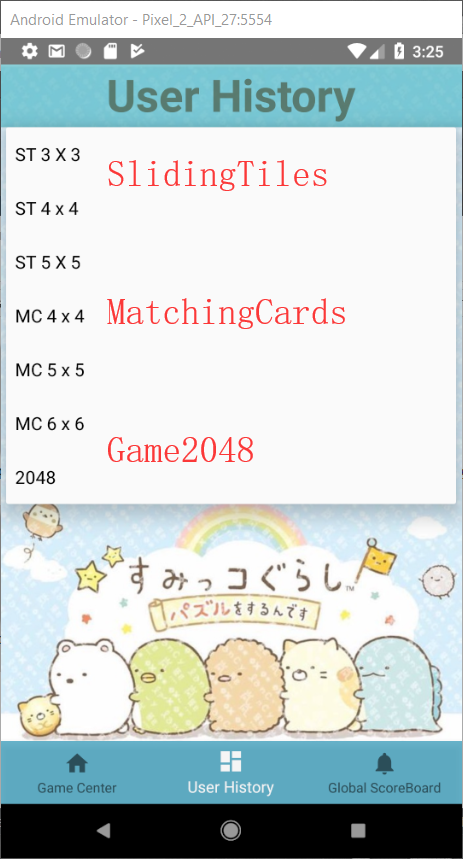 Android Emulator - Pixel_2_API_27:5554
3:25
User History
ST 3 X 3
SlidingTiles
ST 4 x 4
ST 5 X 5
MC 4 x 4
MatchingCards
MC 5 x 5
MC 6 x 6
Game2048
2048
すみっコぐらし™
パズルをするんです
Game Center
User History
Global ScoreBoard